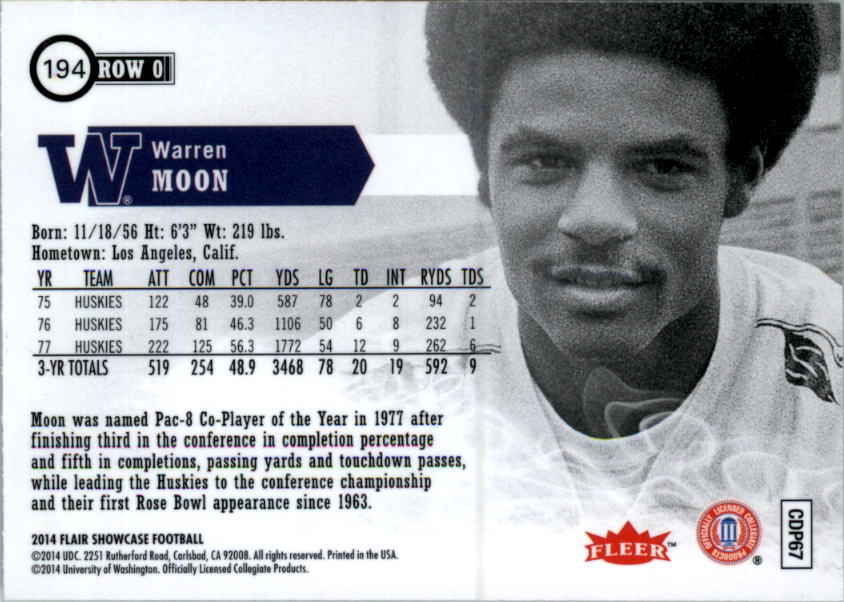 194 ROW 0
W
Warren
MOON
®
Born: 11/18/56 Ht: 6'3" Wt: 219 lbs.
Hometown: Los Angeles, Calif.
YR TEAM ATT COM PCT YDS LG TD INT RYDS TDS
75 HUSKIES 122 48 39.0 587 78 2 2 94 2
76 HUSKIES 175 81 46.3 1106 50 6 8 232 1
77 HUSKIES 222 125 56.3 1772 54 12 9 262 6
3-YR TOTALS 519 254 48.9 3468 78 20 19 592 9
Moon was named Pac-8 Co-Player of the Year in 1977 after
finishing third in the conference in completion percentage
and fifth in completions, passing yards and touchdown passes,
while leading the Huskies to the conference championship
and their first Rose Bowl appearance since 1963.
2014 FLAIR SHOWCASE FOOTBALL
©2014 UDC. 2251 Rutherford Road, Carlsbad, CA 92008. All rights reserved. Printed in the USA.
©2014 University of Washington. Officially Licensed Collegiate Products.
FLEER™
OFFICIALLY LICENSED COLLEGIATE PRODUCTS ®
CDP67